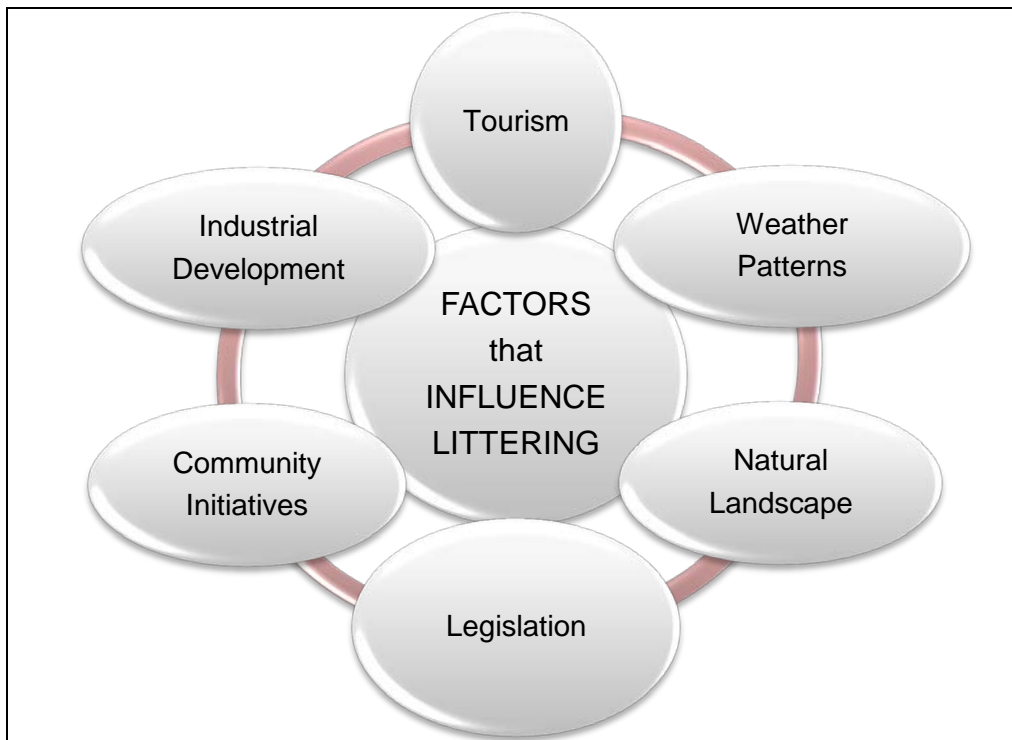 Tourism
Weather
Patterns
Natural
Landscape
Legislation
Community
Initiatives
Industrial
Development
FACTORS
that
INFLUENCE
LITTERING